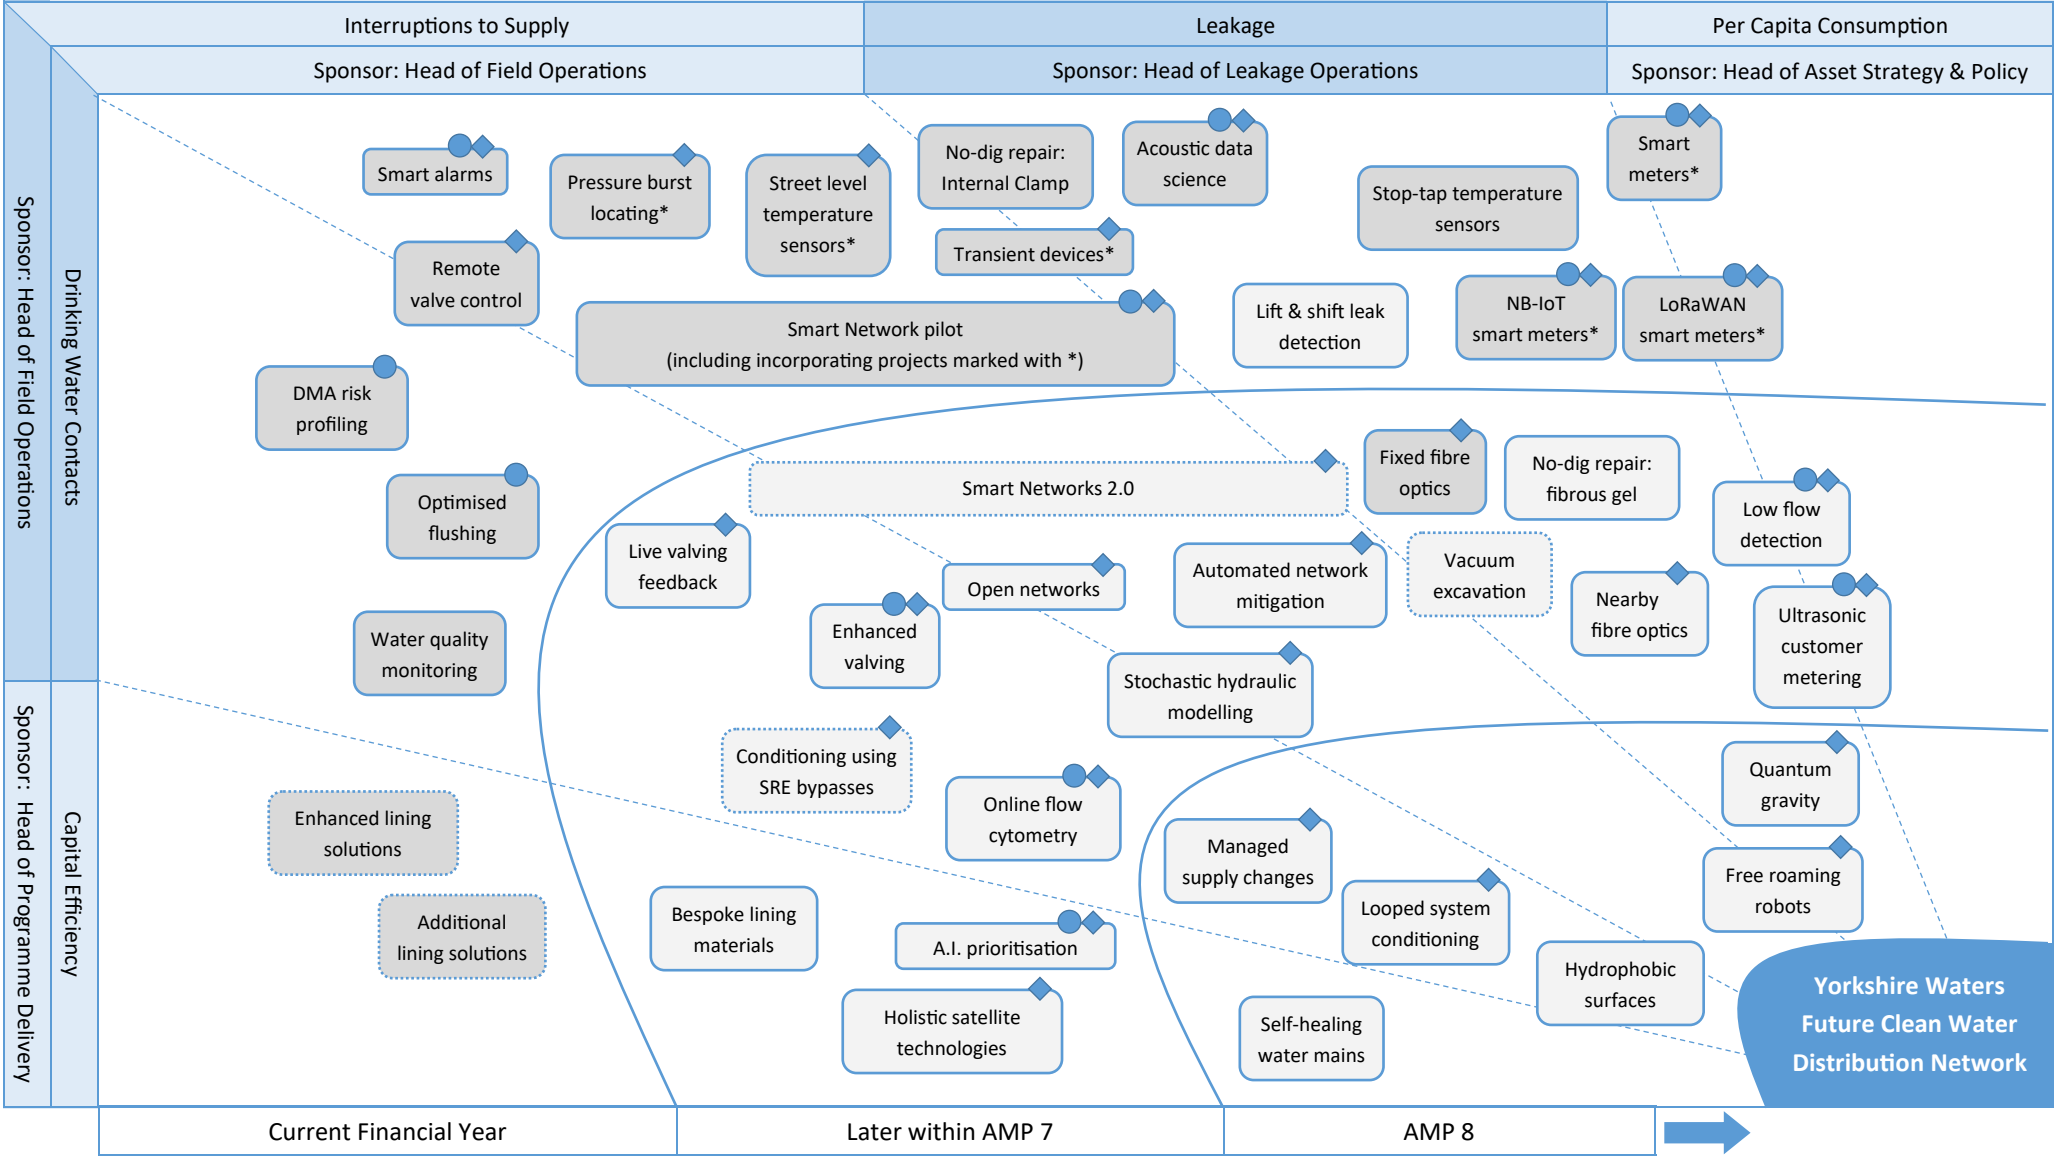 Interruptions to Supply
Leakage
Per Capita Consumption
Sponsor: Head of Field Operations
Sponsor: Head of Leakage Operations
Sponsor: Head of Asset Strategy & Policy
Sponsor: Head of Field Operations
Drinking Water Contacts
Sponsor: Head of Programme Delivery
Capital Efficiency
Smart alarms
Pressure burst
locating*
Street level
temperature
sensors*
No-dig repair:
Internal Clamp
Acoustic data
science
Smart
meters*
Stop-tap temperature
sensors
Transient devices*
Remote
valve control
Smart Network pilot
(including incorporating projects marked with *)
Lift & shift leak
detection
NB-IoT
smart meters*
LoRaWAN
smart meters*
DMA risk
profiling
Optimised
flushing
Smart Networks 2.0
Fixed fibre
optics
No-dig repair:
fibrous gel
Low flow
detection
Live valving
feedback
Open networks
Automated network
mitigation
Vacuum
excavation
Nearby
fibre optics
Ultrasonic
customer
metering
Enhanced
valving
Water quality
monitoring
Stochastic hydraulic
modelling
Conditioning using
SRE bypasses
Online flow
cytometry
Quantum
gravity
Enhanced lining
solutions
Managed
supply changes
Free roaming
robots
Additional
lining solutions
Bespoke lining
materials
A.I. prioritisation
Looped system
conditioning
Hydrophobic
surfaces
Holistic satellite
technologies
Self-healing
water mains
Yorkshire Waters
Future Clean Water
Distribution Network
Current Financial Year
Later within AMP 7
AMP 8